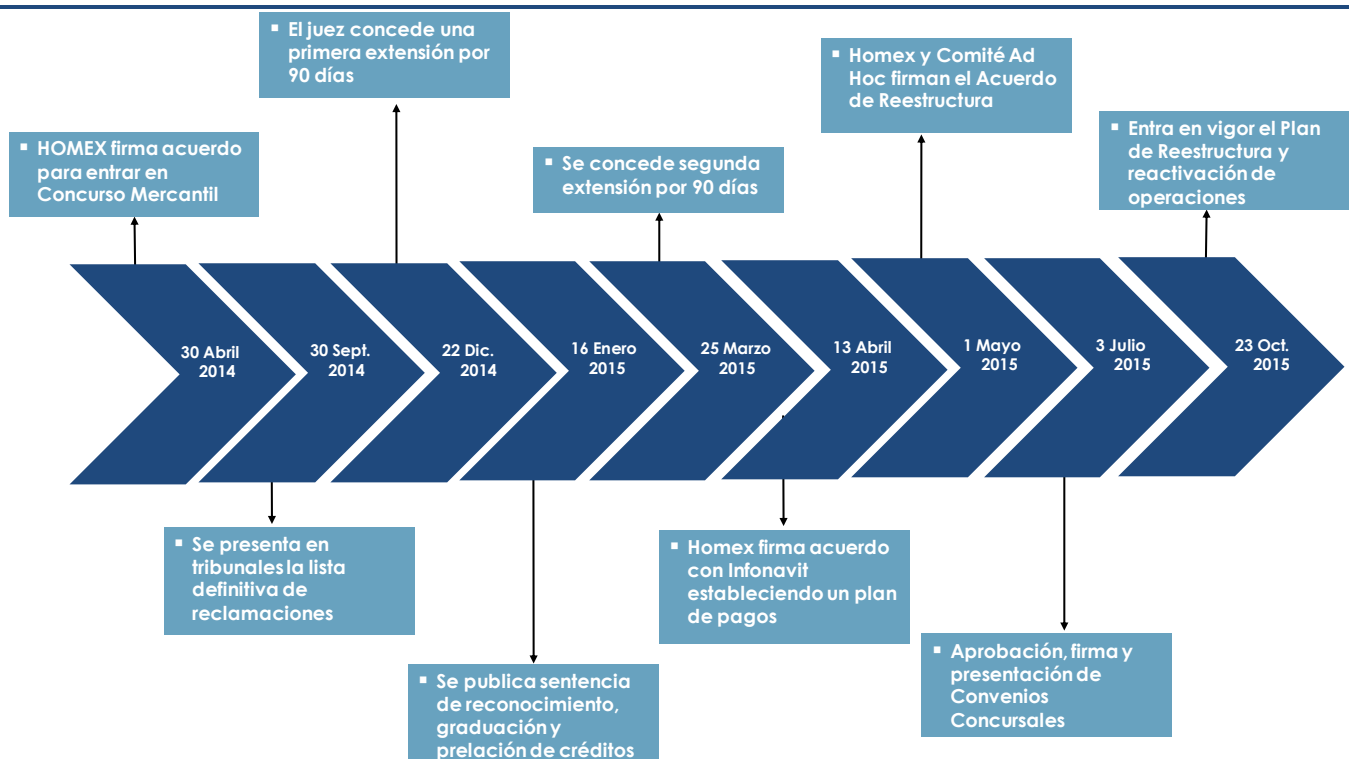 ▪ El juez concede una
primera extensión por
90 días
▪ Homex y Comité Ad
Hoc firman el Acuerdo
de Reestructura
▪ HOMEX firma acuerdo
para entrar en
Concurso Mercantil
▪ Se concede segunda
extensión por 90 días
▪ Entra en vigor el Plan
de Reestructura y
reactivación de
operaciones
30 Abril
2014
30 Sept.
2014
22 Dic.
2014
16 Enero
2015
25 Marzo
2015
13 Abril
2015
1 Mayo
2015
3 Julio
2015
23 Oct.
2015
▪ Se presenta en
tribunales la lista
definitiva de
reclamaciones
▪ Homex firma acuerdo
con Infonavit
estableciendo un plan
de pagos
▪ Se publica sentencia
de reconocimiento,
graduación y
prelación de créditos
▪ Aprobación, firma y
presentación de
Convenios
Concursales